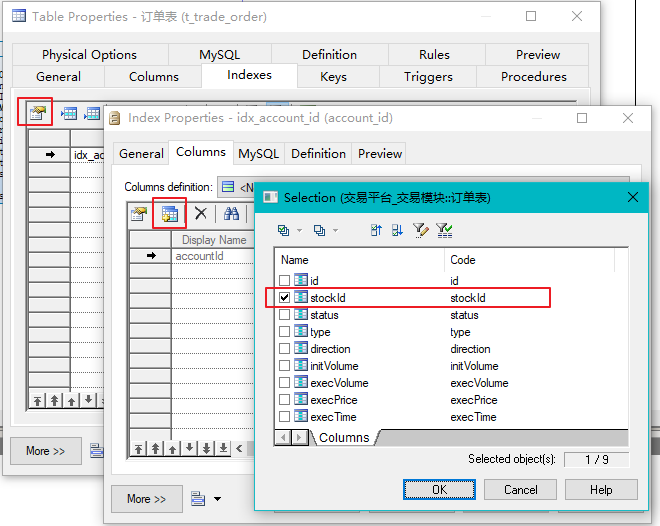 Table Properties - 订单表 (t_trade_order)
Physical Options MySQL Definition Rules Preview
General Columns Indexes Keys Triggers Procedures
idx_ac
More >>
Index Properties - idx_account_id (account_id)
General Columns MySQL Definition Preview
Columns definition: <N
Display Name
accountId
More >>
Selection (交易平台_交易模块::订单表)
Name Code
id id
stockId stockId
status status
type type
direction direction
initVolume initVolume
execVolume execVolume
execPrice execPrice
execTime execTime
Columns
Selected object(s): 1 / 9
OK Cancel Help